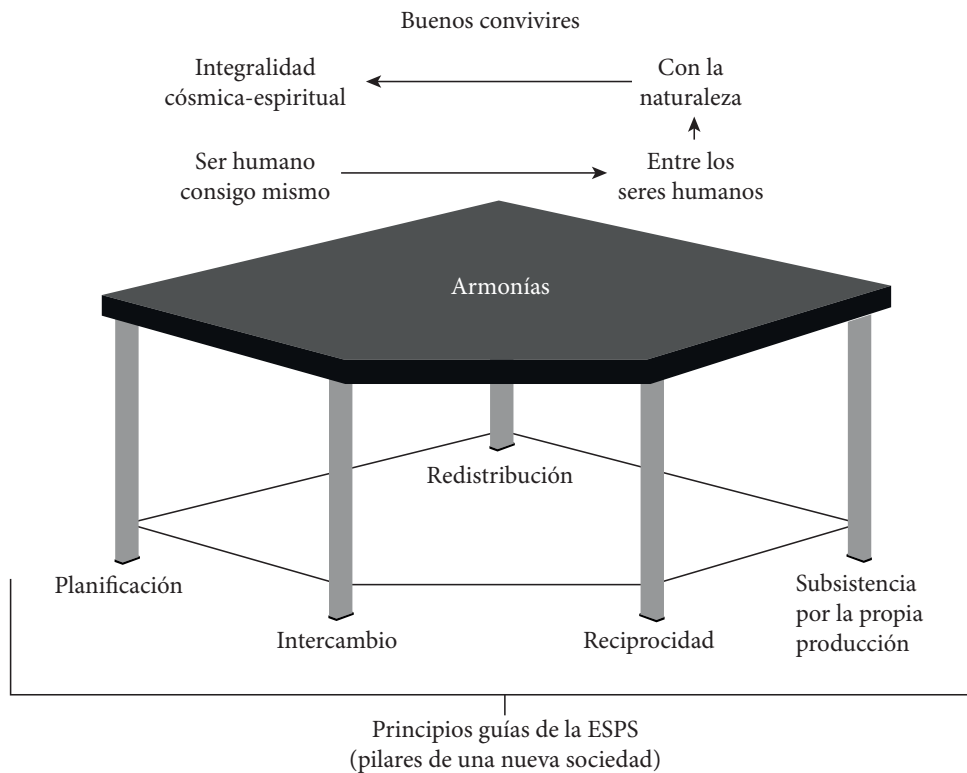 Buenos convivires
Integralidad
cósmica-espiritual
Con la
naturaleza
Ser humano
consigo mismo
Entre los
seres humanos
Armonías
Redistribución
Planificación
Intercambio
Reciprocidad
Subsistencia
por la propia
producción
Principios guías de la ESPS
(pilares de una nueva sociedad)